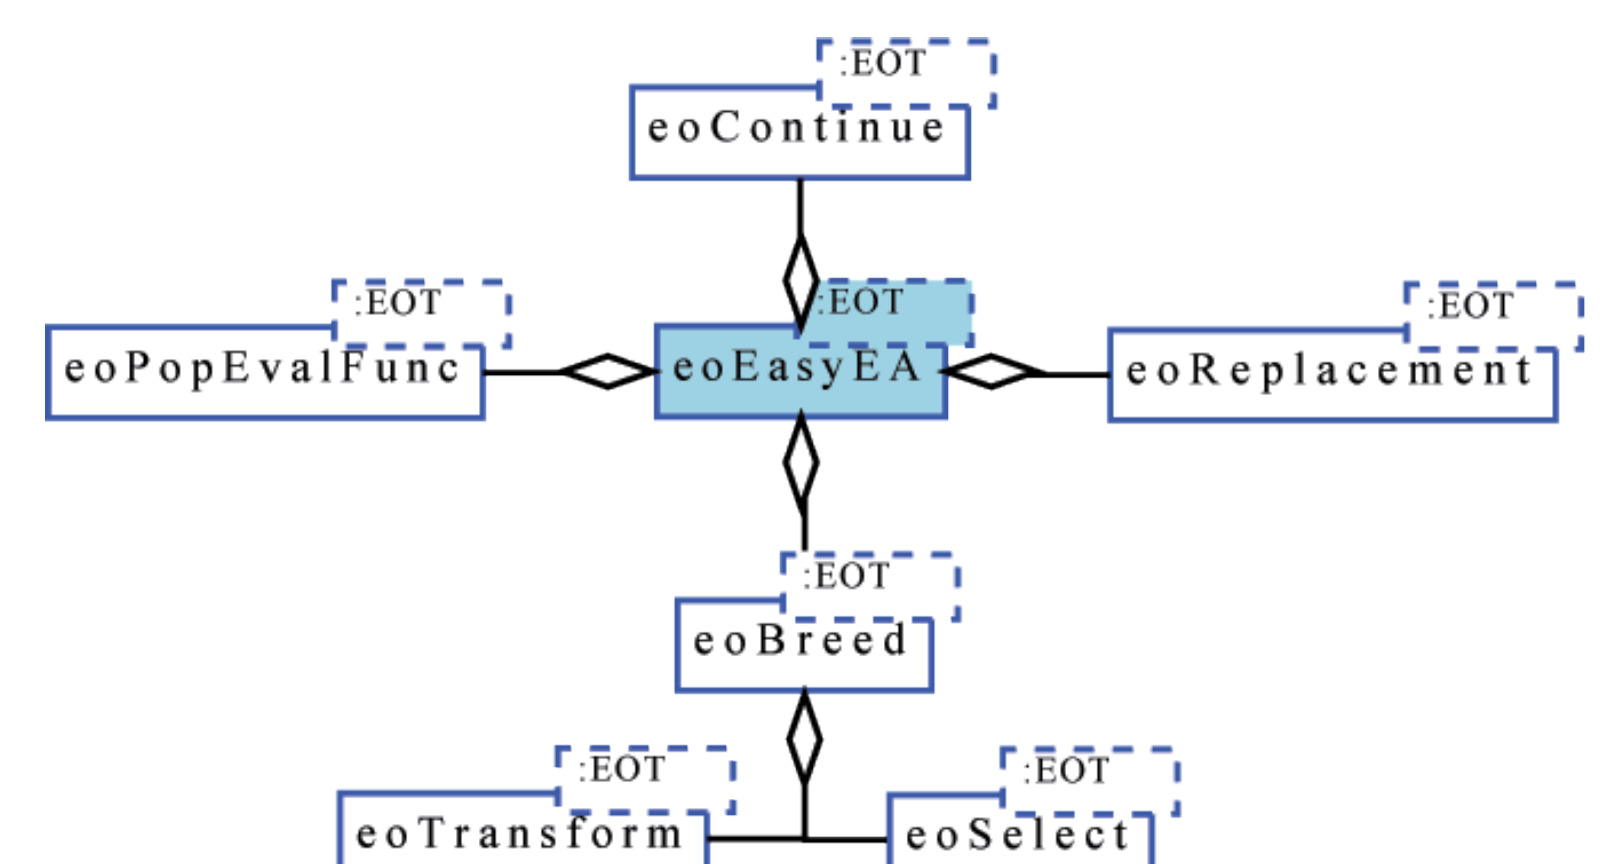 :EOT
eoContinue
:EOT
eoPopEvalFunc
:EOT
eoEasyEA
:EOT
eoReplacement
:EOT
eoBreed
:EOT
eoTransform
:EOT
eoSelect